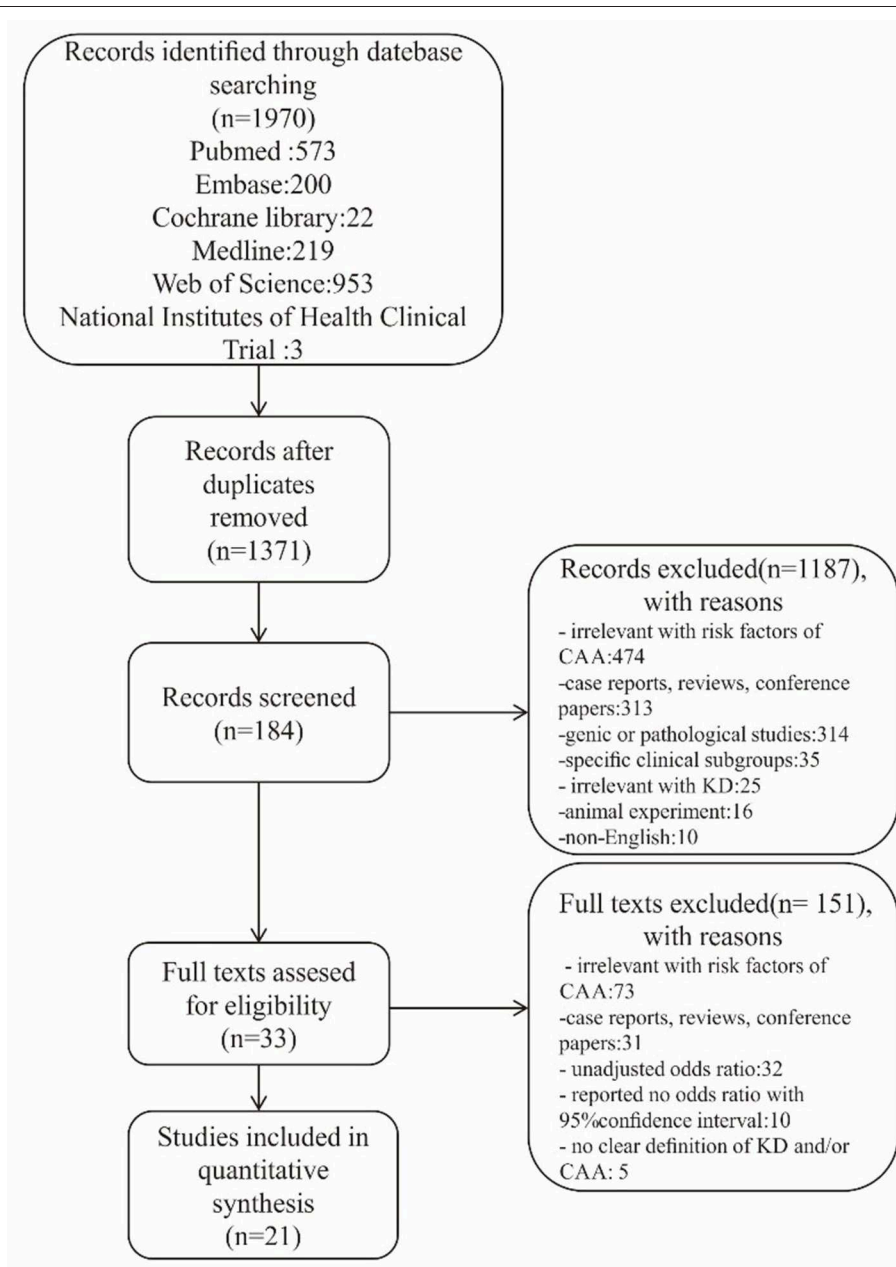 Records identified through datebase
searching
(n=1970)
Pubmed :573
Embase:200
Cochrane library:22
Medline:219
Web of Science:953
National Institutes of Health Clinical
Trial :3
Records after
duplicates
removed
(n=1371)
Records screened
(n=184)
Records excluded(n=1187),
with reasons
- irrelevant with risk factors of
CAA:474
-case reports, reviews, conference
papers:313
-genic or pathological studies:314
-specific clinical subgroups:35
- irrelevant with KD:25
-animal experiment:16
-non-English:10
Full texts assesed
for eligibility
(n=33)
Full texts excluded(n= 151),
with reasons
- irrelevant with risk factors of
CAA:73
-case reports, reviews, conference
papers:31
- unadjusted odds ratio:32
- reported no odds ratio with
95%confidence interval:10
- no clear definition of KD and/or
CAA: 5
Studies included in
quantitative
synthesis
(n=21)